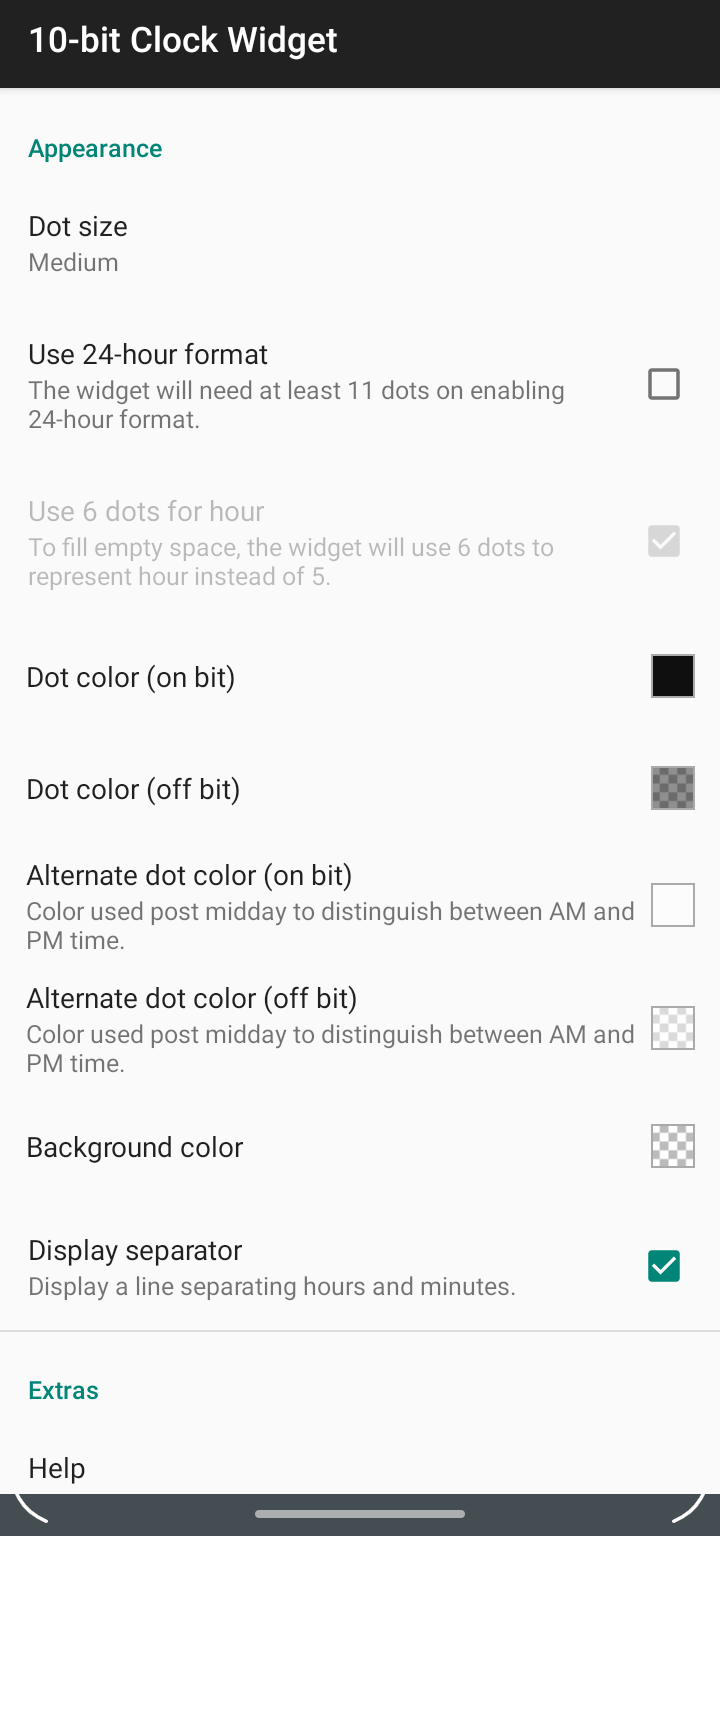 10-bit Clock Widget
Appearance
Dot size
Medium
Use 24-hour format
The widget will need at least 11 dots on enabling
24-hour format.
Use 6 dots for hour
To fill empty space, the widget will use 6 dots to
represent hour instead of 5.
Dot color (on bit)
Dot color (off bit)
Alternate dot color (on bit)
Color used post midday to distinguish between AM and
PM time.
Alternate dot color (off bit)
Color used post midday to distinguish between AM and
PM time.
Background color
Display separator
Display a line separating hours and minutes.
Extras
Help